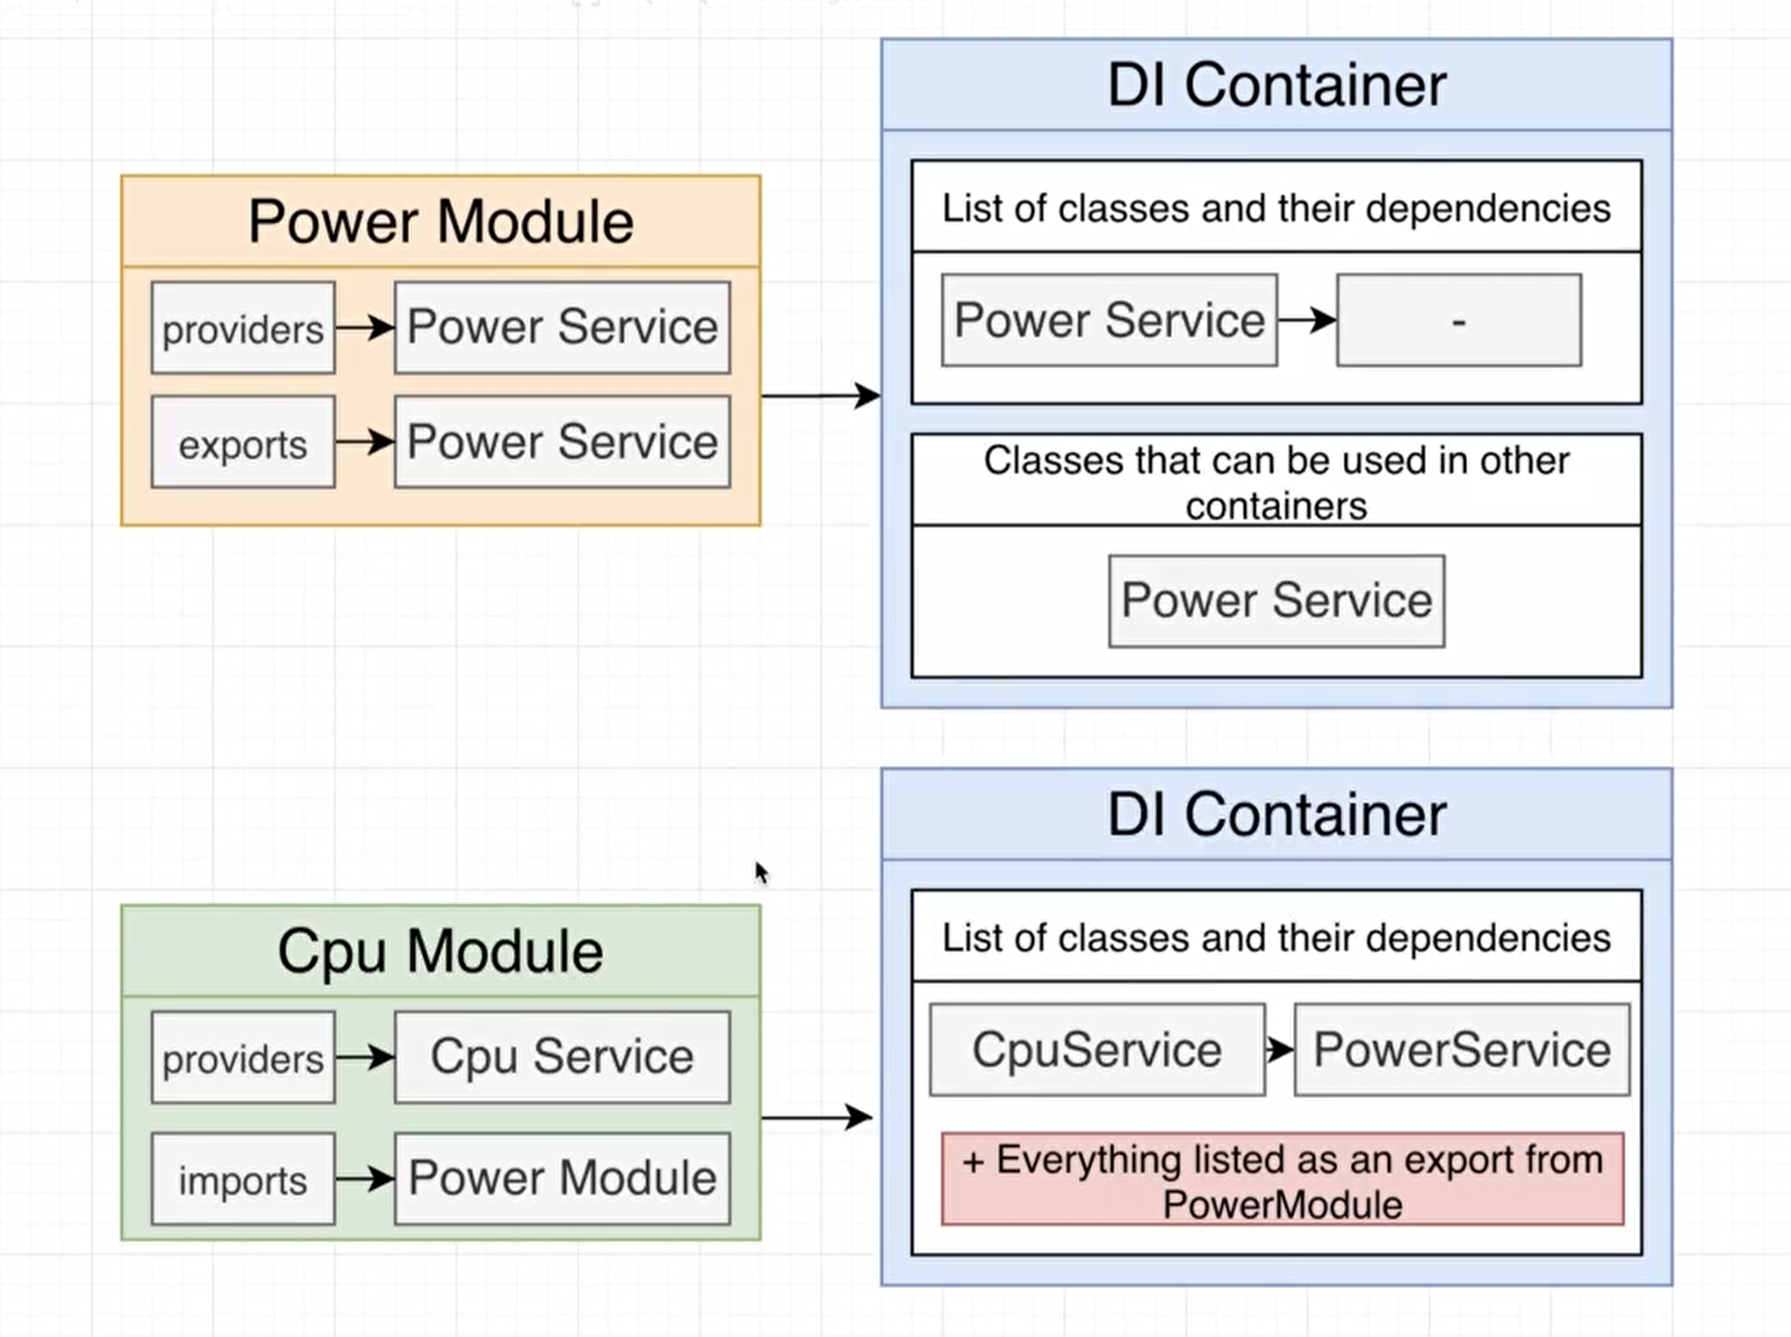 DI Container
List of classes and their dependencies
Power Service
-
Classes that can be used in other
containers
Power Service
Power Module
providers
Power Service
exports
Power Service
DI Container
List of classes and their dependencies
CpuService
PowerService
+ Everything listed as an export from
PowerModule
Cpu Module
providers
Cpu Service
imports
Power Module